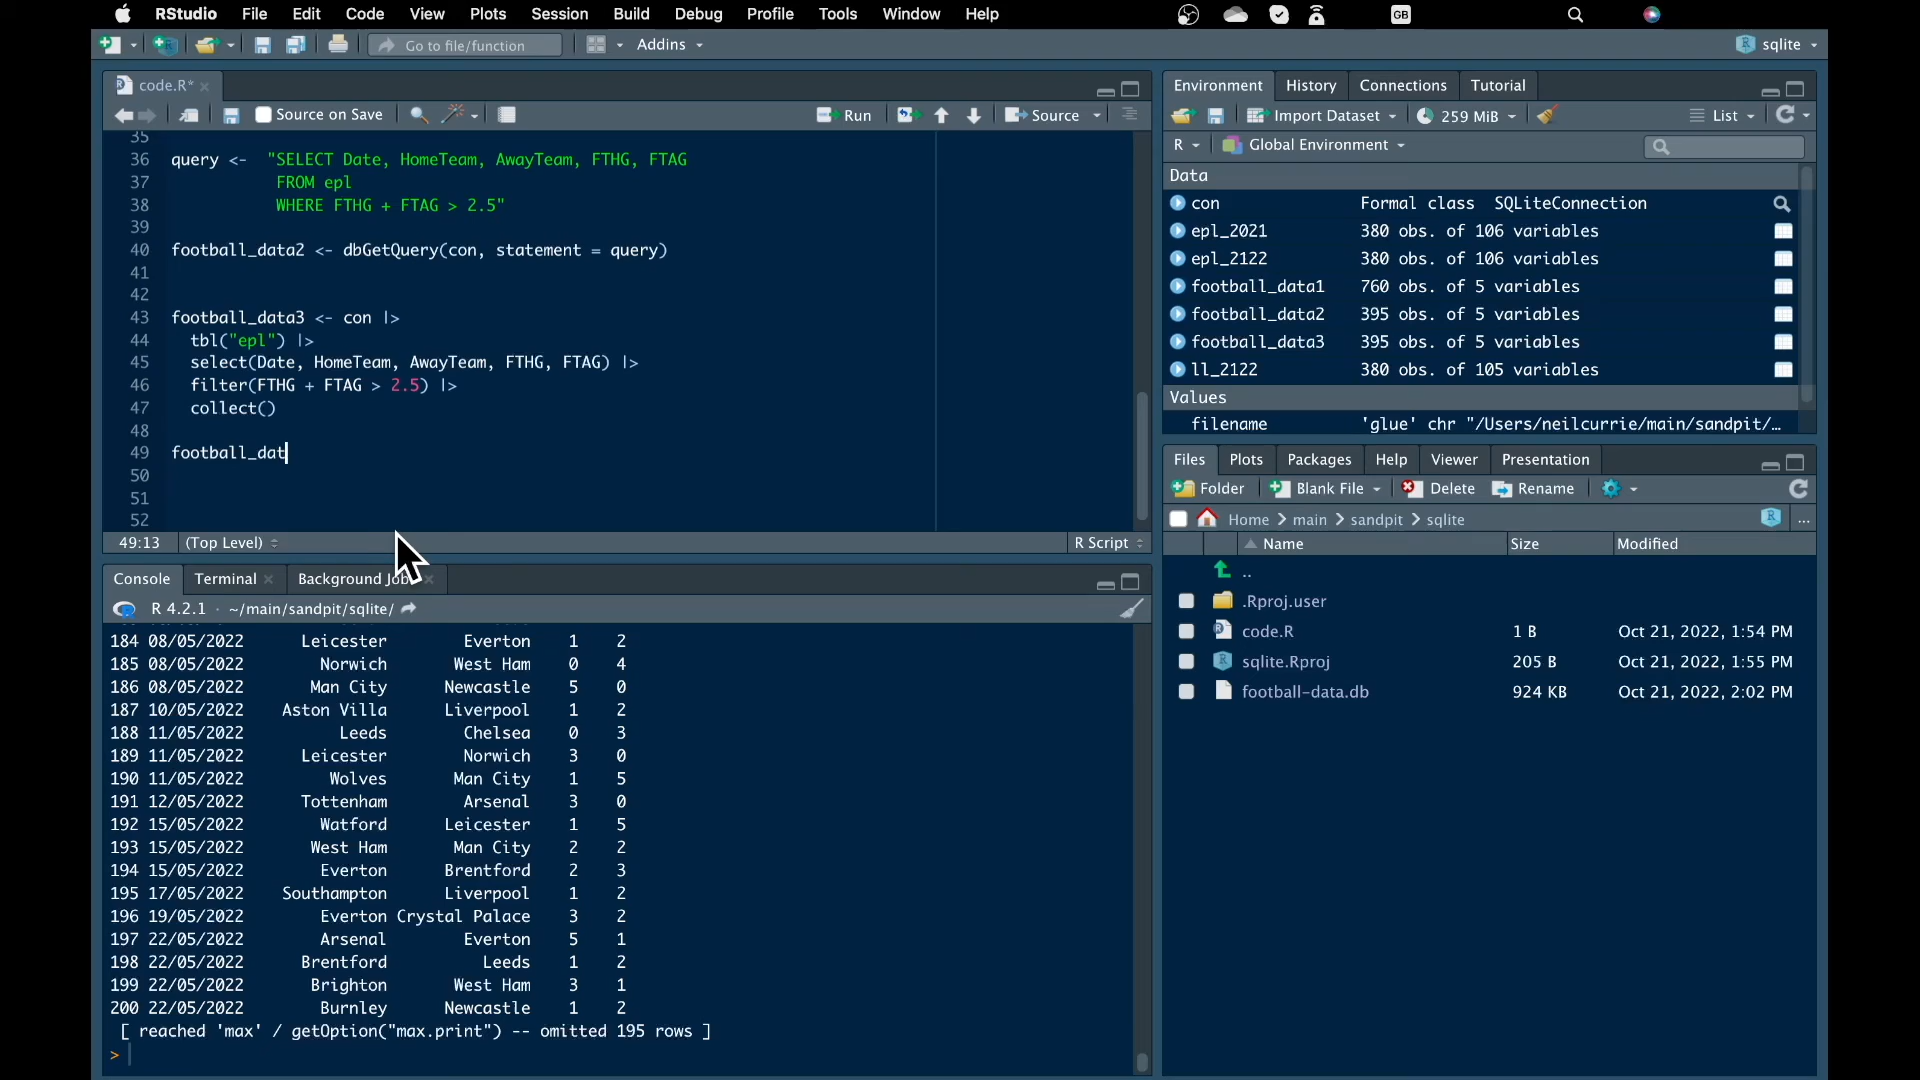 RStudio File Edit Code View Plots Session Build Debug Profile Tools Window Help GB
Go to file/function Addins sqlite
code.R*
Source on Save Run Source
35
36 query <- "SELECT Date, HomeTeam, AwayTeam, FTHG, FTAG
37 FROM epl
38 WHERE FTHG + FTAG > 2.5"
39
40 football_data2 <- dbGetQuery(con, statement = query)
41
42
43 football_data3 <- con |>
44 tbl("epl") |>
45 select(Date, HomeTeam, AwayTeam, FTHG, FTAG) |>
46 filter(FTHG + FTAG > 2.5) |>
47 collect()
48
49 football_dat
50
51
52
49:13 (Top Level) R Script
Console Terminal Background Job
R 4.2.1 · ~/main/sandpit/sqlite/
184 08/05/2022 Leicester Everton 1 2
185 08/05/2022 Norwich West Ham 0 4
186 08/05/2022 Man City Newcastle 5 0
187 10/05/2022 Aston Villa Liverpool 1 2
188 11/05/2022 Leeds Chelsea 0 3
189 11/05/2022 Leicester Norwich 3 0
190 11/05/2022 Wolves Man City 1 5
191 12/05/2022 Tottenham Arsenal 3 0
192 15/05/2022 Watford Leicester 1 5
193 15/05/2022 West Ham Man City 2 2
194 15/05/2022 Everton Brentford 2 3
195 17/05/2022 Southampton Liverpool 1 2
196 19/05/2022 Everton Crystal Palace 3 2
197 22/05/2022 Arsenal Everton 5 1
198 22/05/2022 Brentford Leeds 1 2
199 22/05/2022 Brighton West Ham 3 1
200 22/05/2022 Burnley Newcastle 1 2
[ reached 'max' / getOption("max.print") -- omitted 195 rows ]
>
Environment History Connections Tutorial
Import Dataset 259 MiB List
R Global Environment
Data
con Formal class SQLiteConnection
epl_2021 380 obs. of 106 variables
epl_2122 380 obs. of 106 variables
football_data1 760 obs. of 5 variables
football_data2 395 obs. of 5 variables
football_data3 395 obs. of 5 variables
ll_2122 380 obs. of 105 variables
Values
filename 'glue' chr "/Users/neilcurrie/main/sandpit/…
Files Plots Packages Help Viewer Presentation
Folder Blank File Delete Rename
Home main sandpit sqlite ...
Name Size Modified
..
.Rproj.user
code.R 1 B Oct 21, 2022, 1:54 PM
sqlite.Rproj 205 B Oct 21, 2022, 1:55 PM
football-data.db 924 KB Oct 21, 2022, 2:02 PM